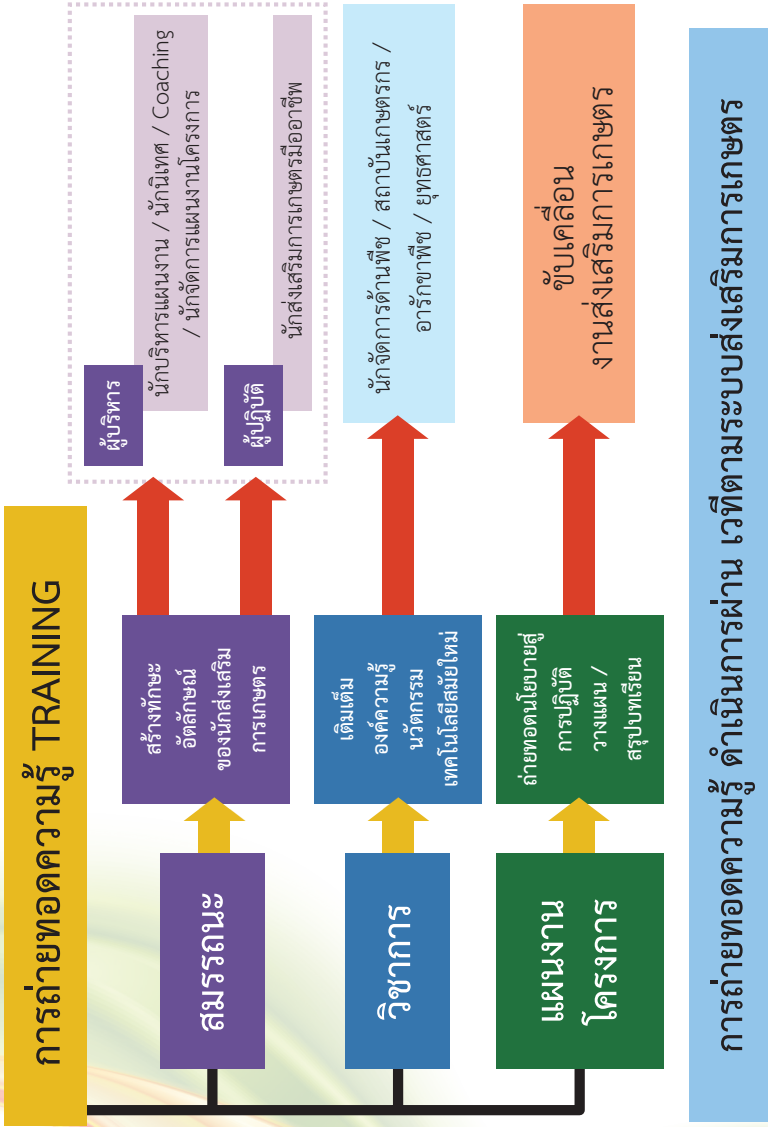 การถ่ายทอดความรู้ TRAINING
สมรรถนะ
สร้างทักษะ
อัตลักษณ์
ของนักส่งเสริม
การเกษตร
ผู้บริหาร
นักบริหารแผนงาน / นักนิเทศ / Coaching
/ นักจัดการแผนงานโครงการ
ผู้ปฏิบัติ
นักส่งเสริมการเกษตรมืออาชีพ
วิชาการ
เติมเต็ม
องค์ความรู้
นวัตกรรม
เทคโนโลยีสมัยใหม่
นักจัดการด้านพืช / สถาบันเกษตรกร /
อารักขาพืช / ยุทธศาสตร์
แผนงาน
โครงการ
ถ่ายทอดนโยบายสู่
การปฏิบัติ
วางแผน /
สรุปบทเรียน
ขับเคลื่อน
งานส่งเสริมการเกษตร
การถ่ายทอดความรู้ ดำเนินการผ่าน เวทีตามระบบส่งเสริมการเกษตร